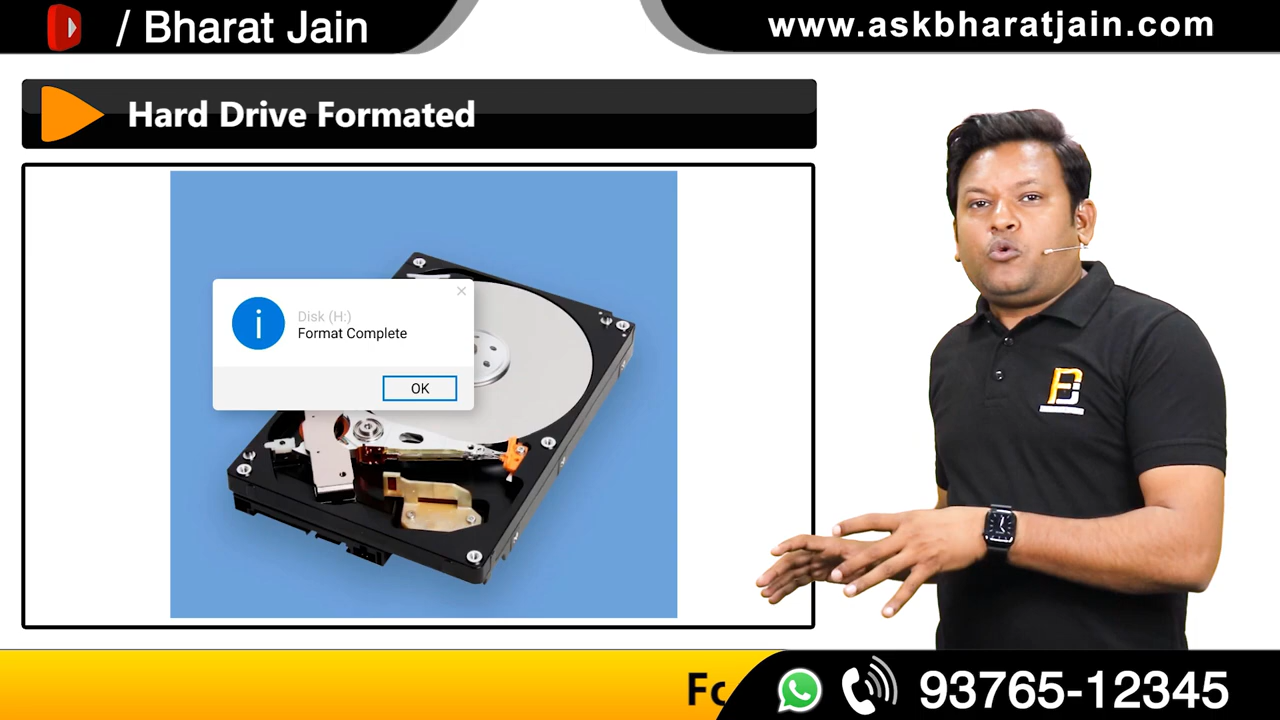 / Bharat Jain
www.askbharatjain.com
Hard Drive Formated
Disk (H:)
Format Complete
OK
93765-12345